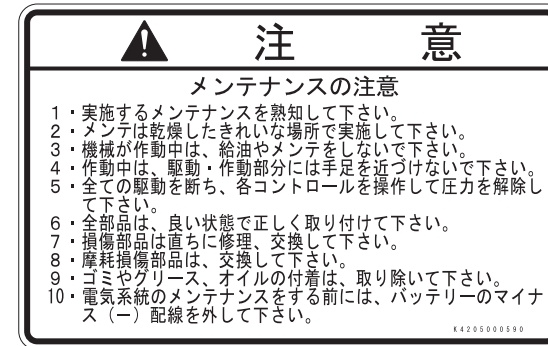 注 意
メンテナンスの注意
1・実施するメンテナンスを熟知して下さい。
2・メンテは乾燥したきれいな場所で実施して下さい。
3・機械が作動中は、給油やメンテをしないで下さい。
4・作動中は、駆動・作動部分には手足を近づけないで下さい。
5・全ての駆動を断ち、各コントロールを操作して圧力を解除し
て下さい。
6・全部品は、良い状態で正しく取り付けて下さい。
7・損傷部品は直ちに修理、交換して下さい。
8・摩耗損傷部品は、交換して下さい。
9・ゴミやグリース、オイルの付着は、取り除いて下さい。
10・電気系統のメンテナンスをする前には、バッテリーのマイナ
ス（－）配線を外して下さい。
K4205000590